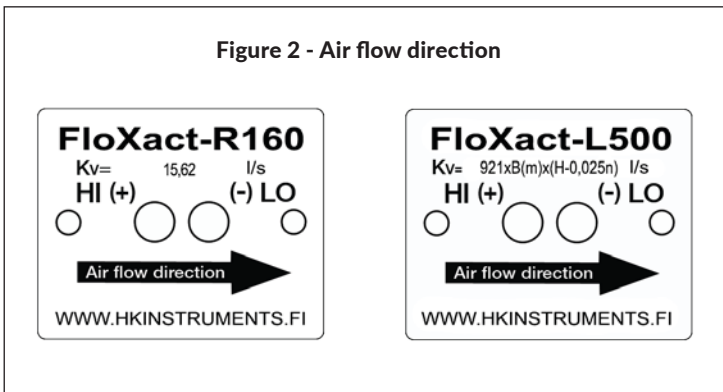 Figure 2 - Air flow direction
FloXact-R160
Kv= 15,62 l/s
HI (+) (-) LO
Air flow direction
WWW.HKINSTRUMENTS.FI
FloXact-L500
Kv= 921xB(m)x(H-0,025n) l/s
HI (+) (-) LO
Air flow direction
WWW.HKINSTRUMENTS.FI